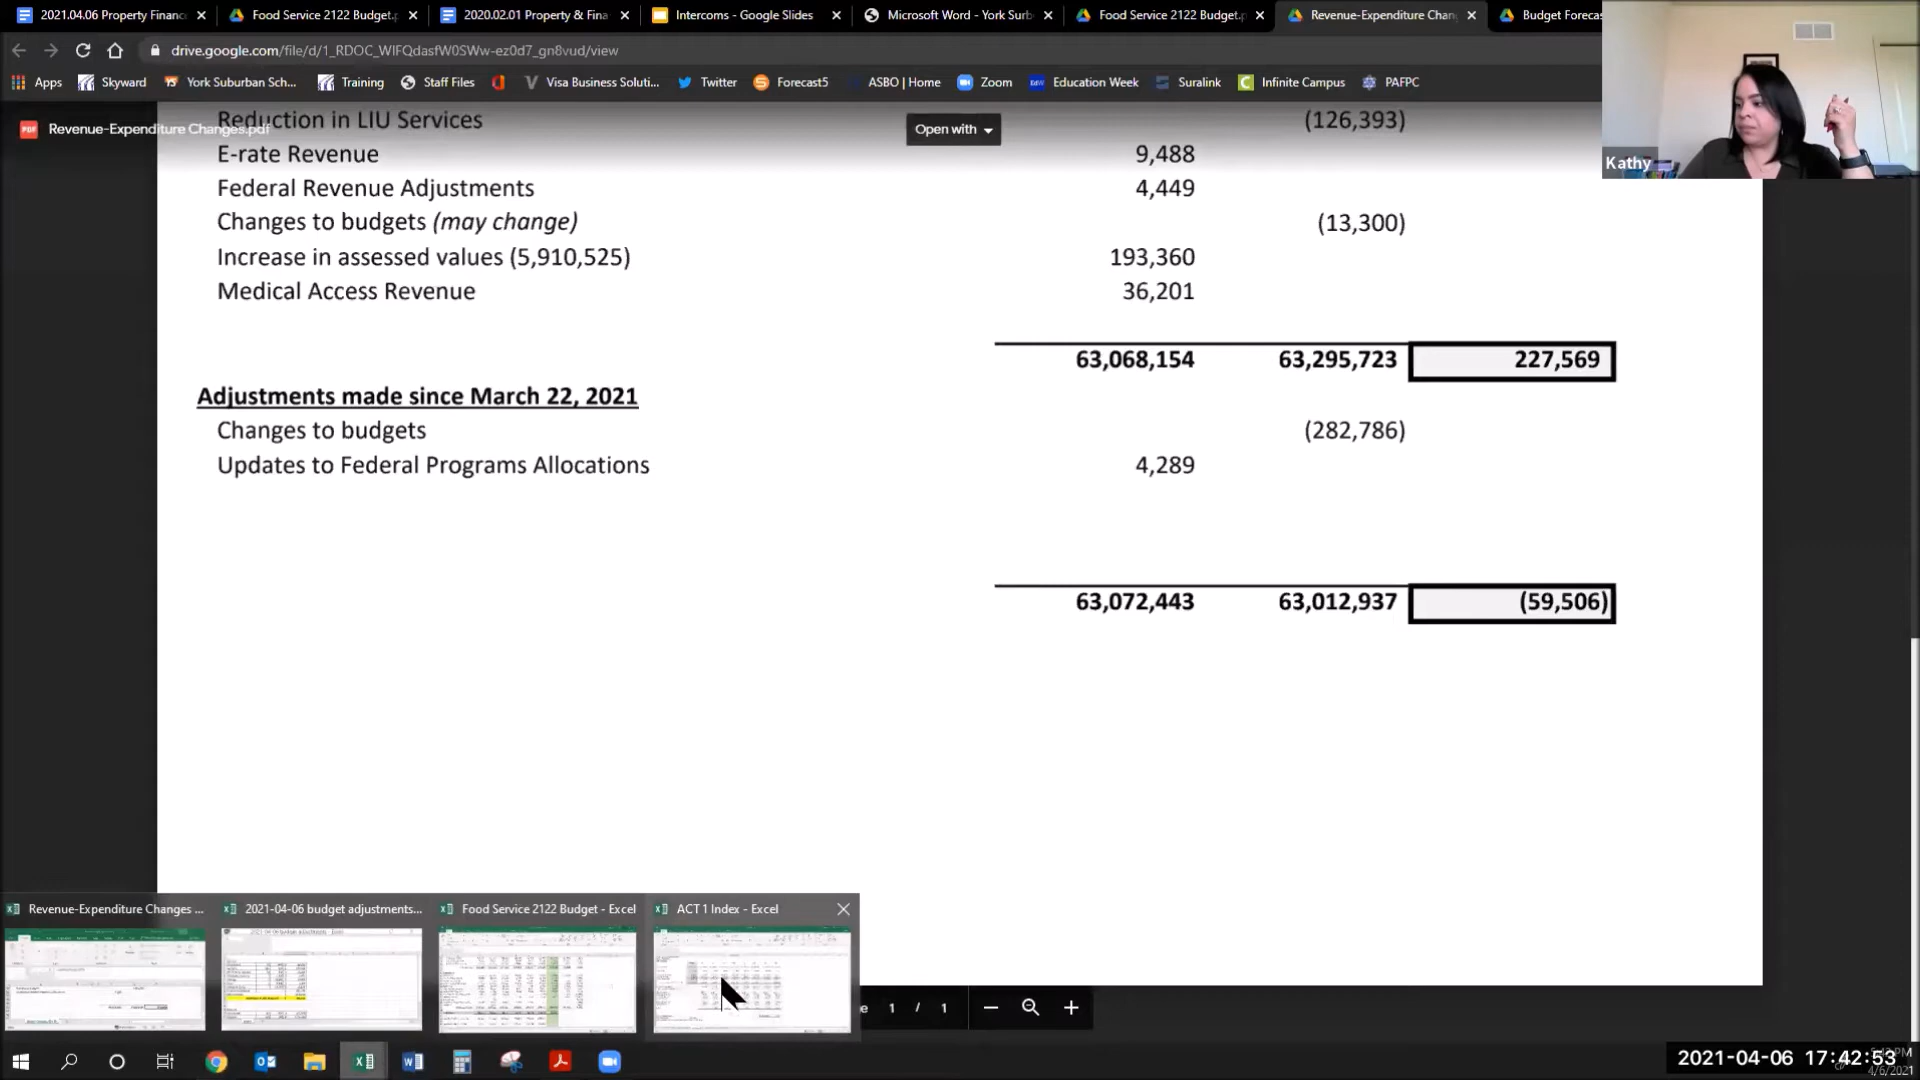 2021.04.06 Property Financ
Food Service 2122 Budget.p
2020.02.01 Property & Fina
Intercoms - Google Slides
Microsoft Word - York Surb
Food Service 2122 Budget.p
Revenue-Expenditure Chan
Budget Forecas
drive.google.com/file/d/1_RDOC_WIFQdasfW0SWw-ez0d7_gn8vud/view
Apps Skyward York Suburban Sch... Training Staff Files Visa Business Soluti... Twitter Forecast5 ASBO | Home Zoom Education Week Suralink Infinite Campus PAFPC
Reduction in LIU Services (126,393)
PDF Revenue-Expenditure Changes.pdf
Open with
E-rate Revenue 9,488
Kathy
Federal Revenue Adjustments 4,449
Changes to budgets (may change) (13,300)
Increase in assessed values (5,910,525) 193,360
Medical Access Revenue 36,201
63,068,154 63,295,723 227,569
Adjustments made since March 22, 2021
Changes to budgets (282,786)
Updates to Federal Programs Allocations 4,289
63,072,443 63,012,937 (59,506)
Revenue-Expenditure Changes ...
2021-04-06 budget adjustments...
Food Service 2122 Budget - Excel
ACT 1 Index - Excel
e 1 / 1
2021-04-06 17:42:53
4/6/2021